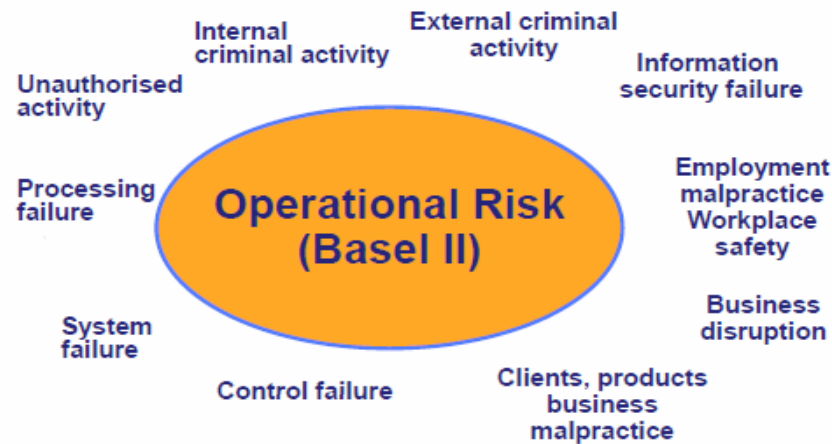 Internal
criminal activity
External criminal
activity
Information
security failure
Unauthorised
activity
Employment
malpractice
Workplace
safety
Processing
failure
Operational Risk
(Basel II)
Business
disruption
System
failure
Control failure
Clients, products
business
malpractice